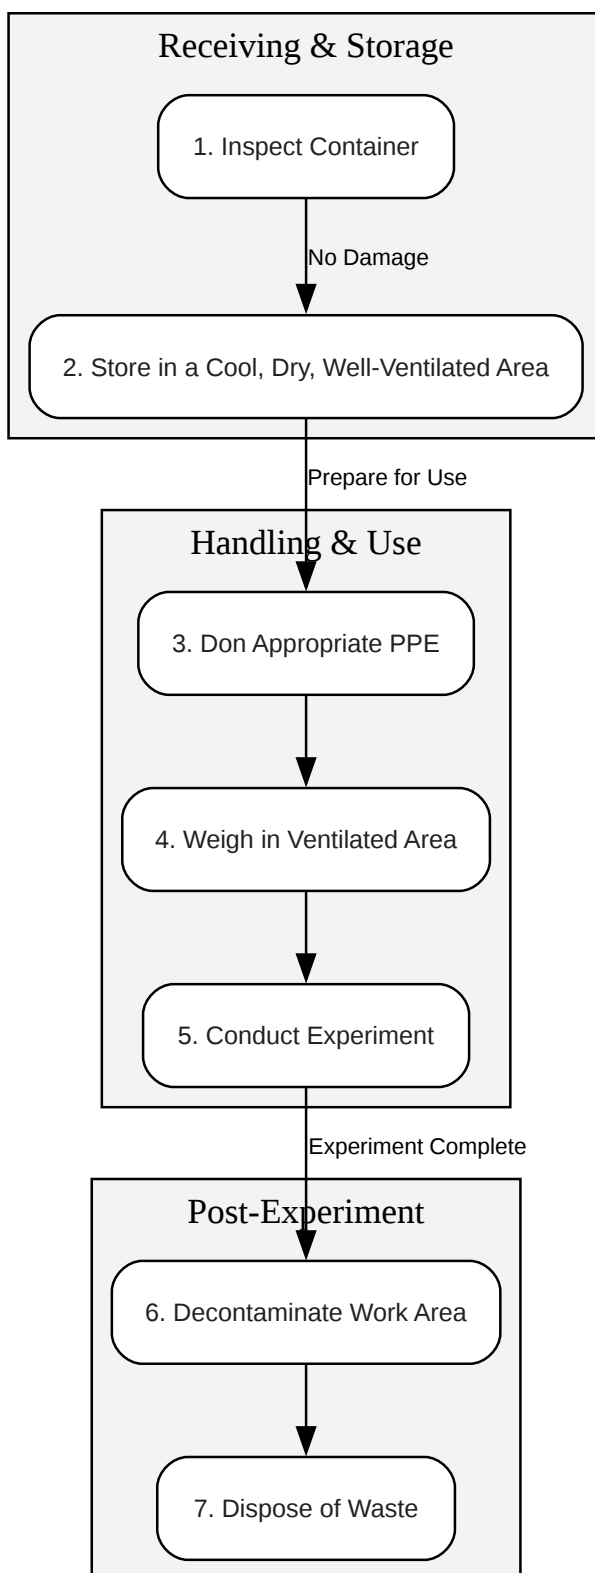 Receiving & Storage
1. Inspect Container
No Damage
2. Store in a Cool, Dry, Well-Ventilated Area
Prepare for Use
Handling & Use
3. Don Appropriate PPE
4. Weigh in Ventilated Area
5. Conduct Experiment
Experiment Complete
Post-Experiment
6. Decontaminate Work Area
7. Dispose of Waste